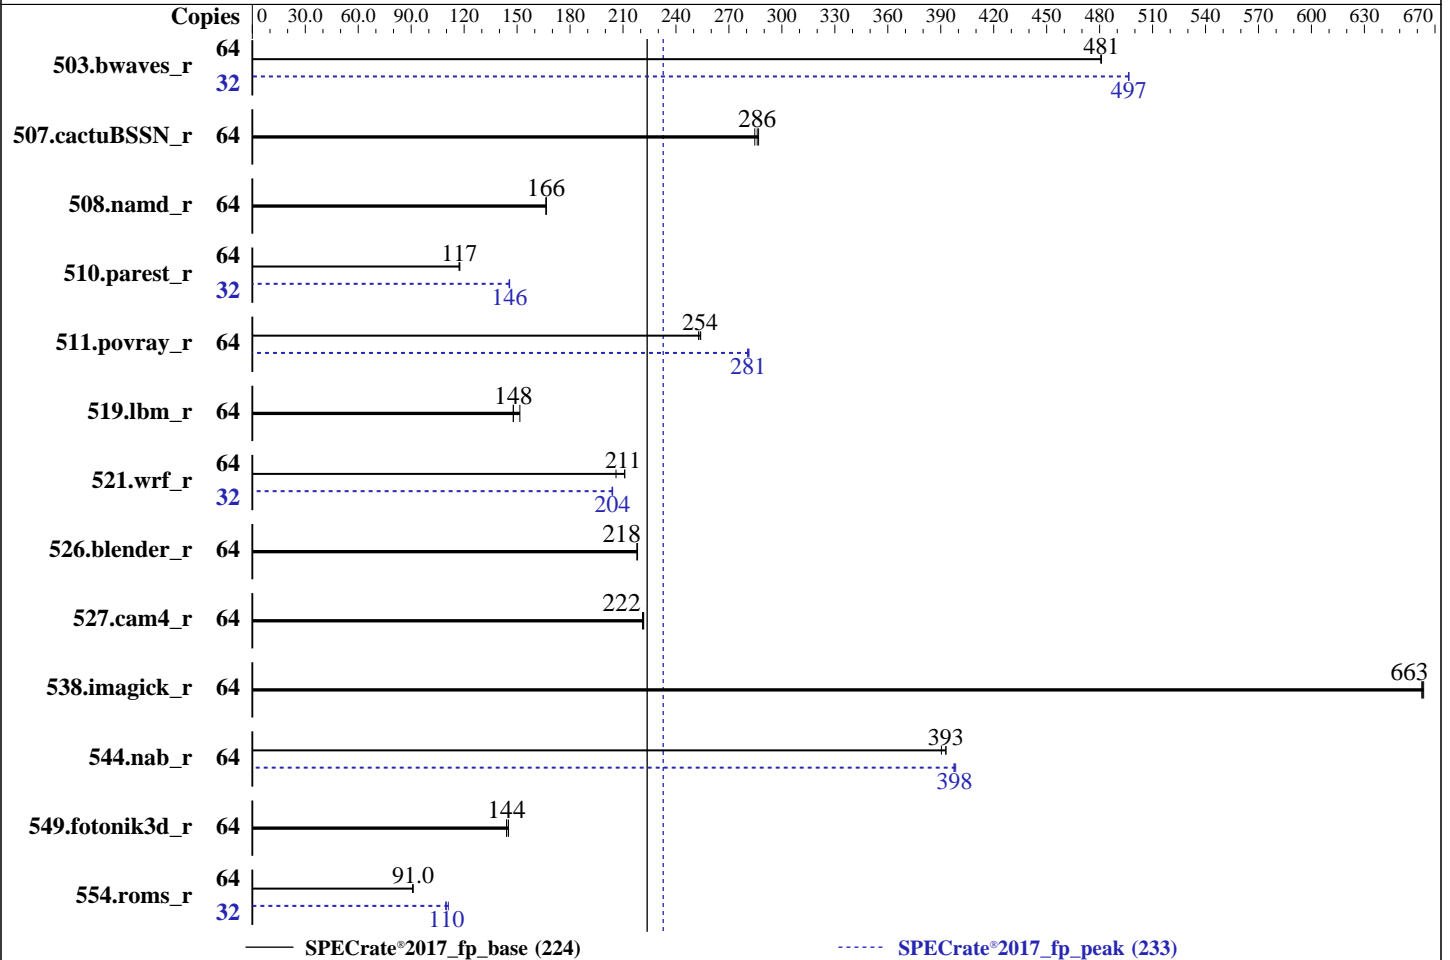 Copies 0 30.0 60.0 90.0 120 150 180 210 240 270 300 330 360 390 420 450 480 510 540 570 600 630 670
503.bwaves_r 64 481
32 497
507.cactuBSSN_r 64 286
508.namd_r 64 166
510.parest_r 64 117
32 146
511.povray_r 64 254
281
519.lbm_r 64 148
521.wrf_r 64 211
32 204
526.blender_r 64 218
527.cam4_r 64 222
538.imagick_r 64 663
544.nab_r 64 393
398
549.fotonik3d_r 64 144
554.roms_r 64 91.0
32 110
SPECrate®2017_fp_base (224) SPECrate®2017_fp_peak (233)